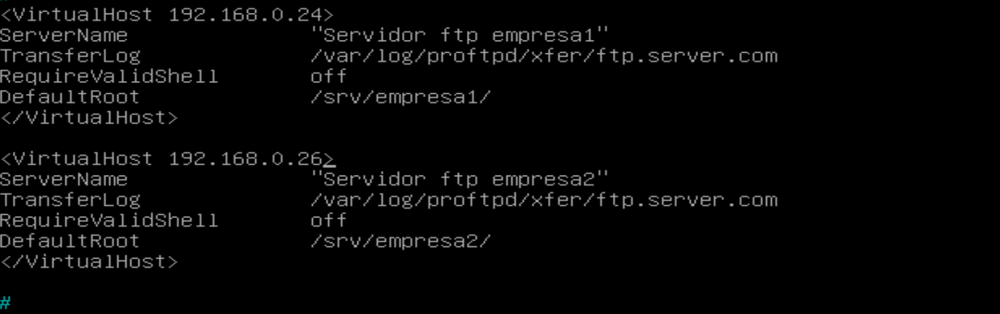 <VirtualHost 192.168.0.24>
ServerName "Servidor ftp empresa1"
TransferLog /var/log/proftpd/xfer/ftp.server.com
RequireValidShell off
DefaultRoot /srv/empresa1/
</VirtualHost>
<VirtualHost 192.168.0.26>
ServerName "Servidor ftp empresa2"
TransferLog /var/log/proftpd/xfer/ftp.server.com
RequireValidShell off
DefaultRoot /srv/empresa2/
</VirtualHost>
#